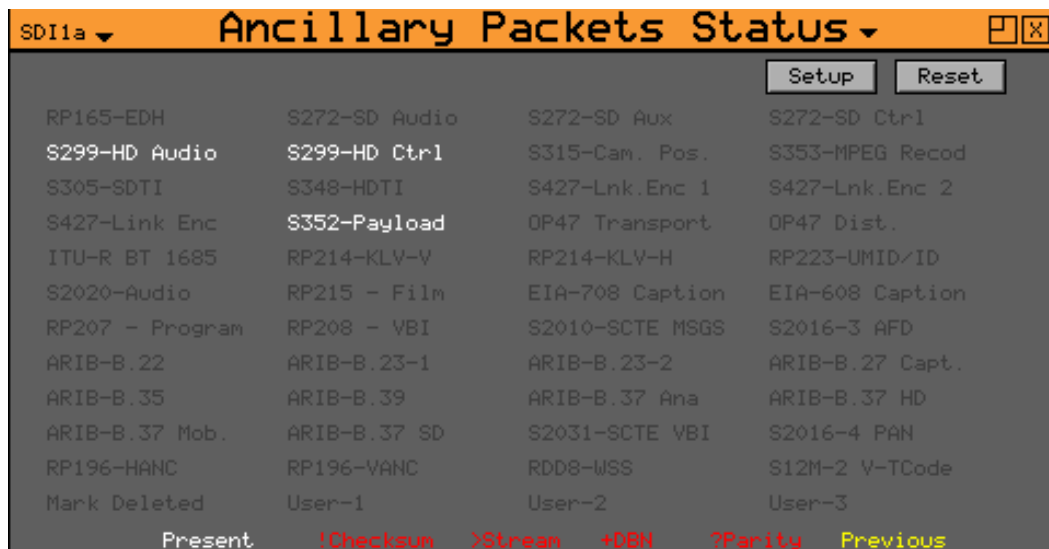 SDI1a Ancillary Packets Status X
Setup Reset
RP165-EDH S272-SD Audio S272-SD Aux S272-SD Ctrl
S299-HD Audio S299-HD Ctrl S315-Cam. Pos. S353-MPEG Recod
S305-SDTI S348-HDTI S427-Lnk.Enc 1 S427-Lnk.Enc 2
S427-Link Enc S352-Payload OP47 Transport OP47 Dist.
ITU-R BT 1685 RP214-KLV-V RP214-KLV-H RP223-UMID/ID
S2020-Audio RP215 - Film EIA-708 Caption EIA-608 Caption
RP207 - Program RP208 - VBI S2010-SCTE MSGS S2016-3 AFD
ARIB-B.22 ARIB-B.23-1 ARIB-B.23-2 ARIB-B.27 Capt.
ARIB-B.35 ARIB-B.39 ARIB-B.37 Ana ARIB-B.37 HD
ARIB-B.37 Mob. ARIB-B.37 SD S2031-SCTE VBI S2016-4 PAN
RP196-HANC RP196-VANC RDD8-WSS S12M-2 V-TCode
Mark Deleted User-1 User-2 User-3
Present !Checksum >Stream +DBN ?Parity Previous